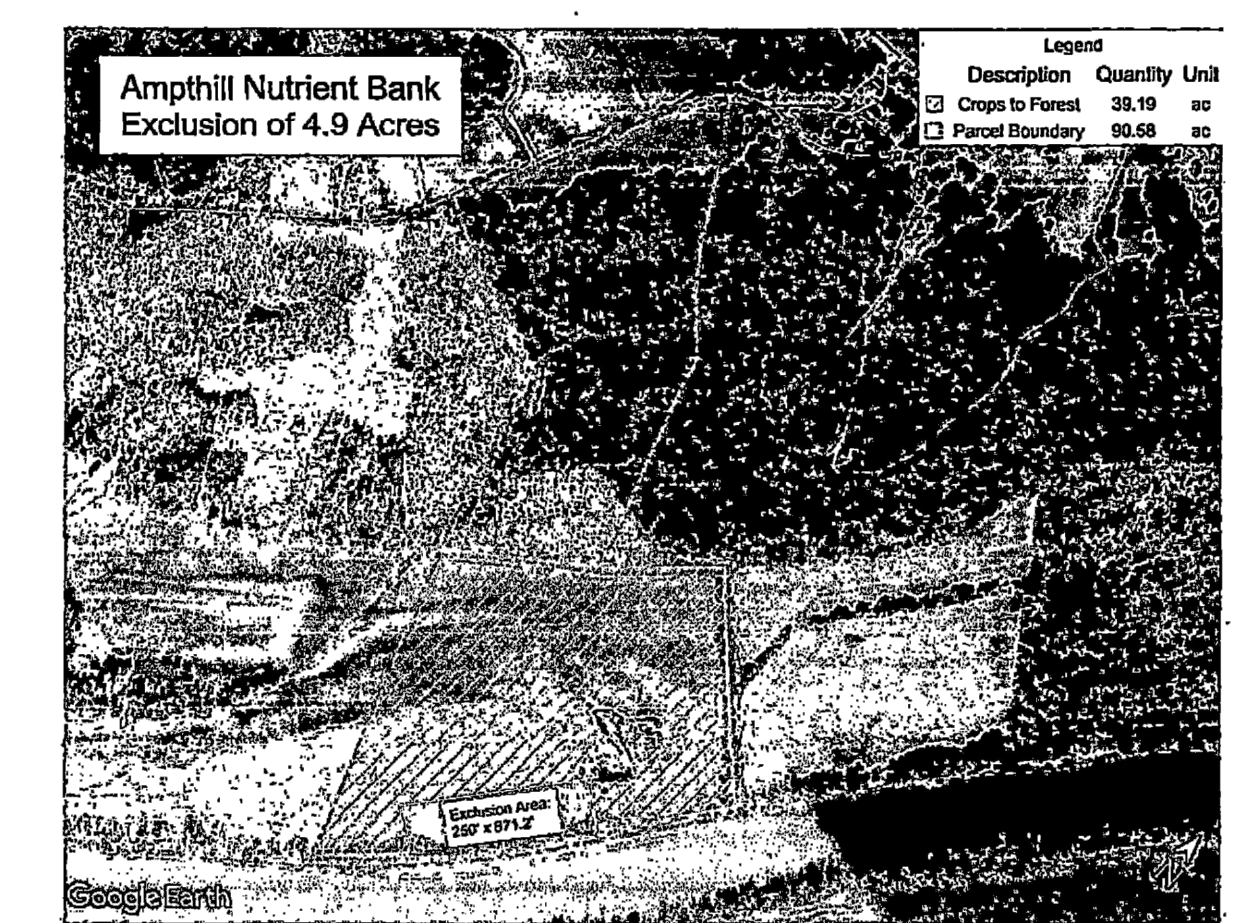 Ampthill Nutrient Bank
Exclusion of 4.9 Acres
Legend
Description Quantity Unit
Crops to Forest 39.19 ac
Parcel Boundary 90.58 ac
Exclusion Area:
250' x 871.2'
Google Earth
N